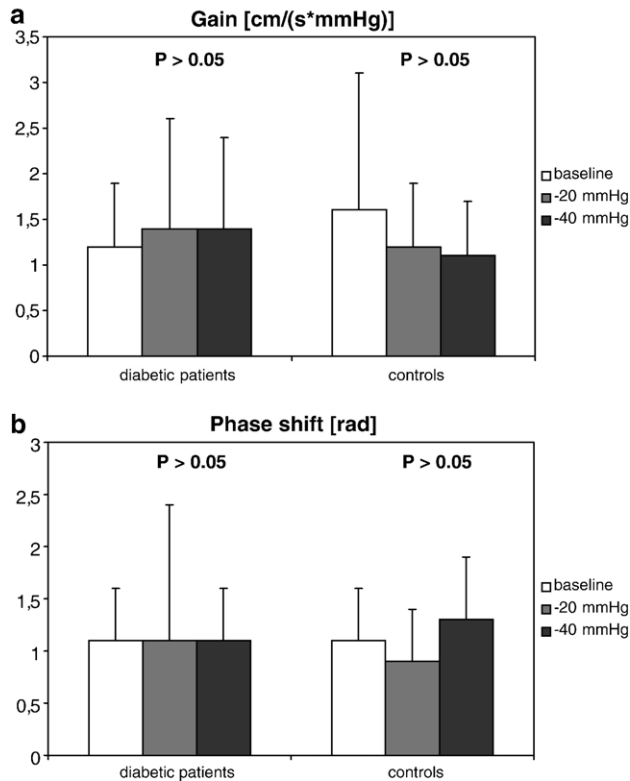 a
Gain [cm/(s*mmHg)]
4
3,5
3
2,5
2
1,5
1
0,5
0
P > 0.05
P > 0.05
baseline
-20 mmHg
-40 mmHg
diabetic patients
controls
b
Phase shift [rad]
3
2,5
2
1,5
1
0,5
0
P > 0.05
P > 0.05
baseline
-20 mmHg
-40 mmHg
diabetic patients
controls